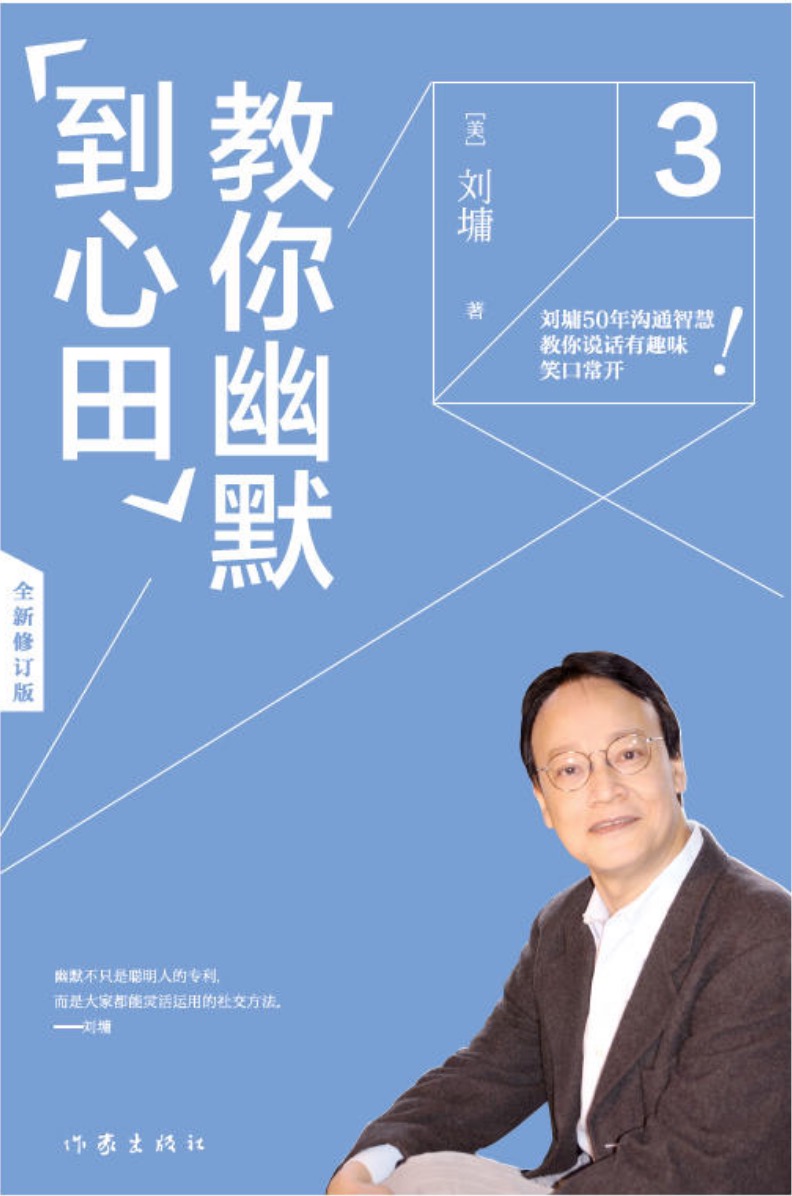 教你幽默
「到心田」
[美]
刘墉
著
3
刘墉50年沟通智慧
教你说话有趣味
笑口常开
！
全新修订版
幽默不只是聪明人的专利,
而是大家都能灵活运用的社交方法。
——刘墉
作家出版社